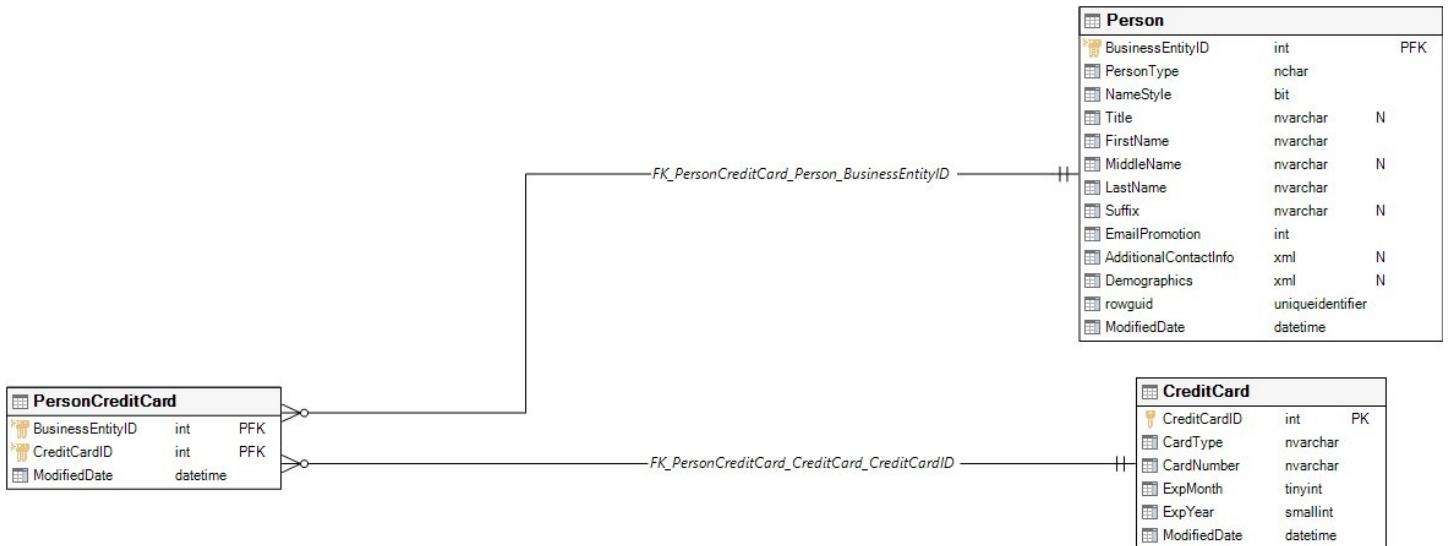 Person
BusinessEntityID int PFK
PersonType nchar
NameStyle bit
Title nvarchar N
FirstName nvarchar
MiddleName nvarchar N
LastName nvarchar
Suffix nvarchar N
EmailPromotion int
AdditionalContactInfo xml N
Demographics xml N
rowguid uniqueidentifier
ModifiedDate datetime
FK_PersonCreditCard_Person_BusinessEntityID
PersonCreditCard
BusinessEntityID int PFK
CreditCardID int PFK
ModifiedDate datetime
FK_PersonCreditCard_CreditCard_CreditCardID
CreditCard
CreditCardID int PK
CardType nvarchar
CardNumber nvarchar
ExpMonth tinyint
ExpYear smallint
ModifiedDate datetime